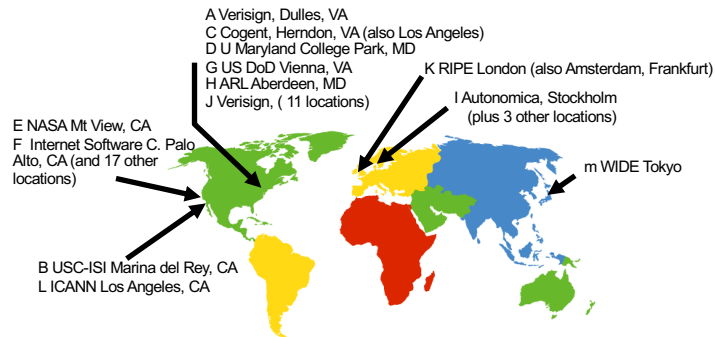 A Verisign, Dulles, VA
C Cogent, Herndon, VA (also Los Angeles)
D U Maryland College Park, MD
G US DoD Vienna, VA
H ARL Aberdeen, MD
J Verisign, ( 11 locations)
K RIPE London (also Amsterdam, Frankfurt)
I Autonomica, Stockholm
(plus 3 other locations)
E NASA Mt View, CA
F Internet Software C. Palo
Alto, CA (and 17 other
locations)
m WIDE Tokyo
B USC-ISI Marina del Rey, CA
L ICANN Los Angeles, CA